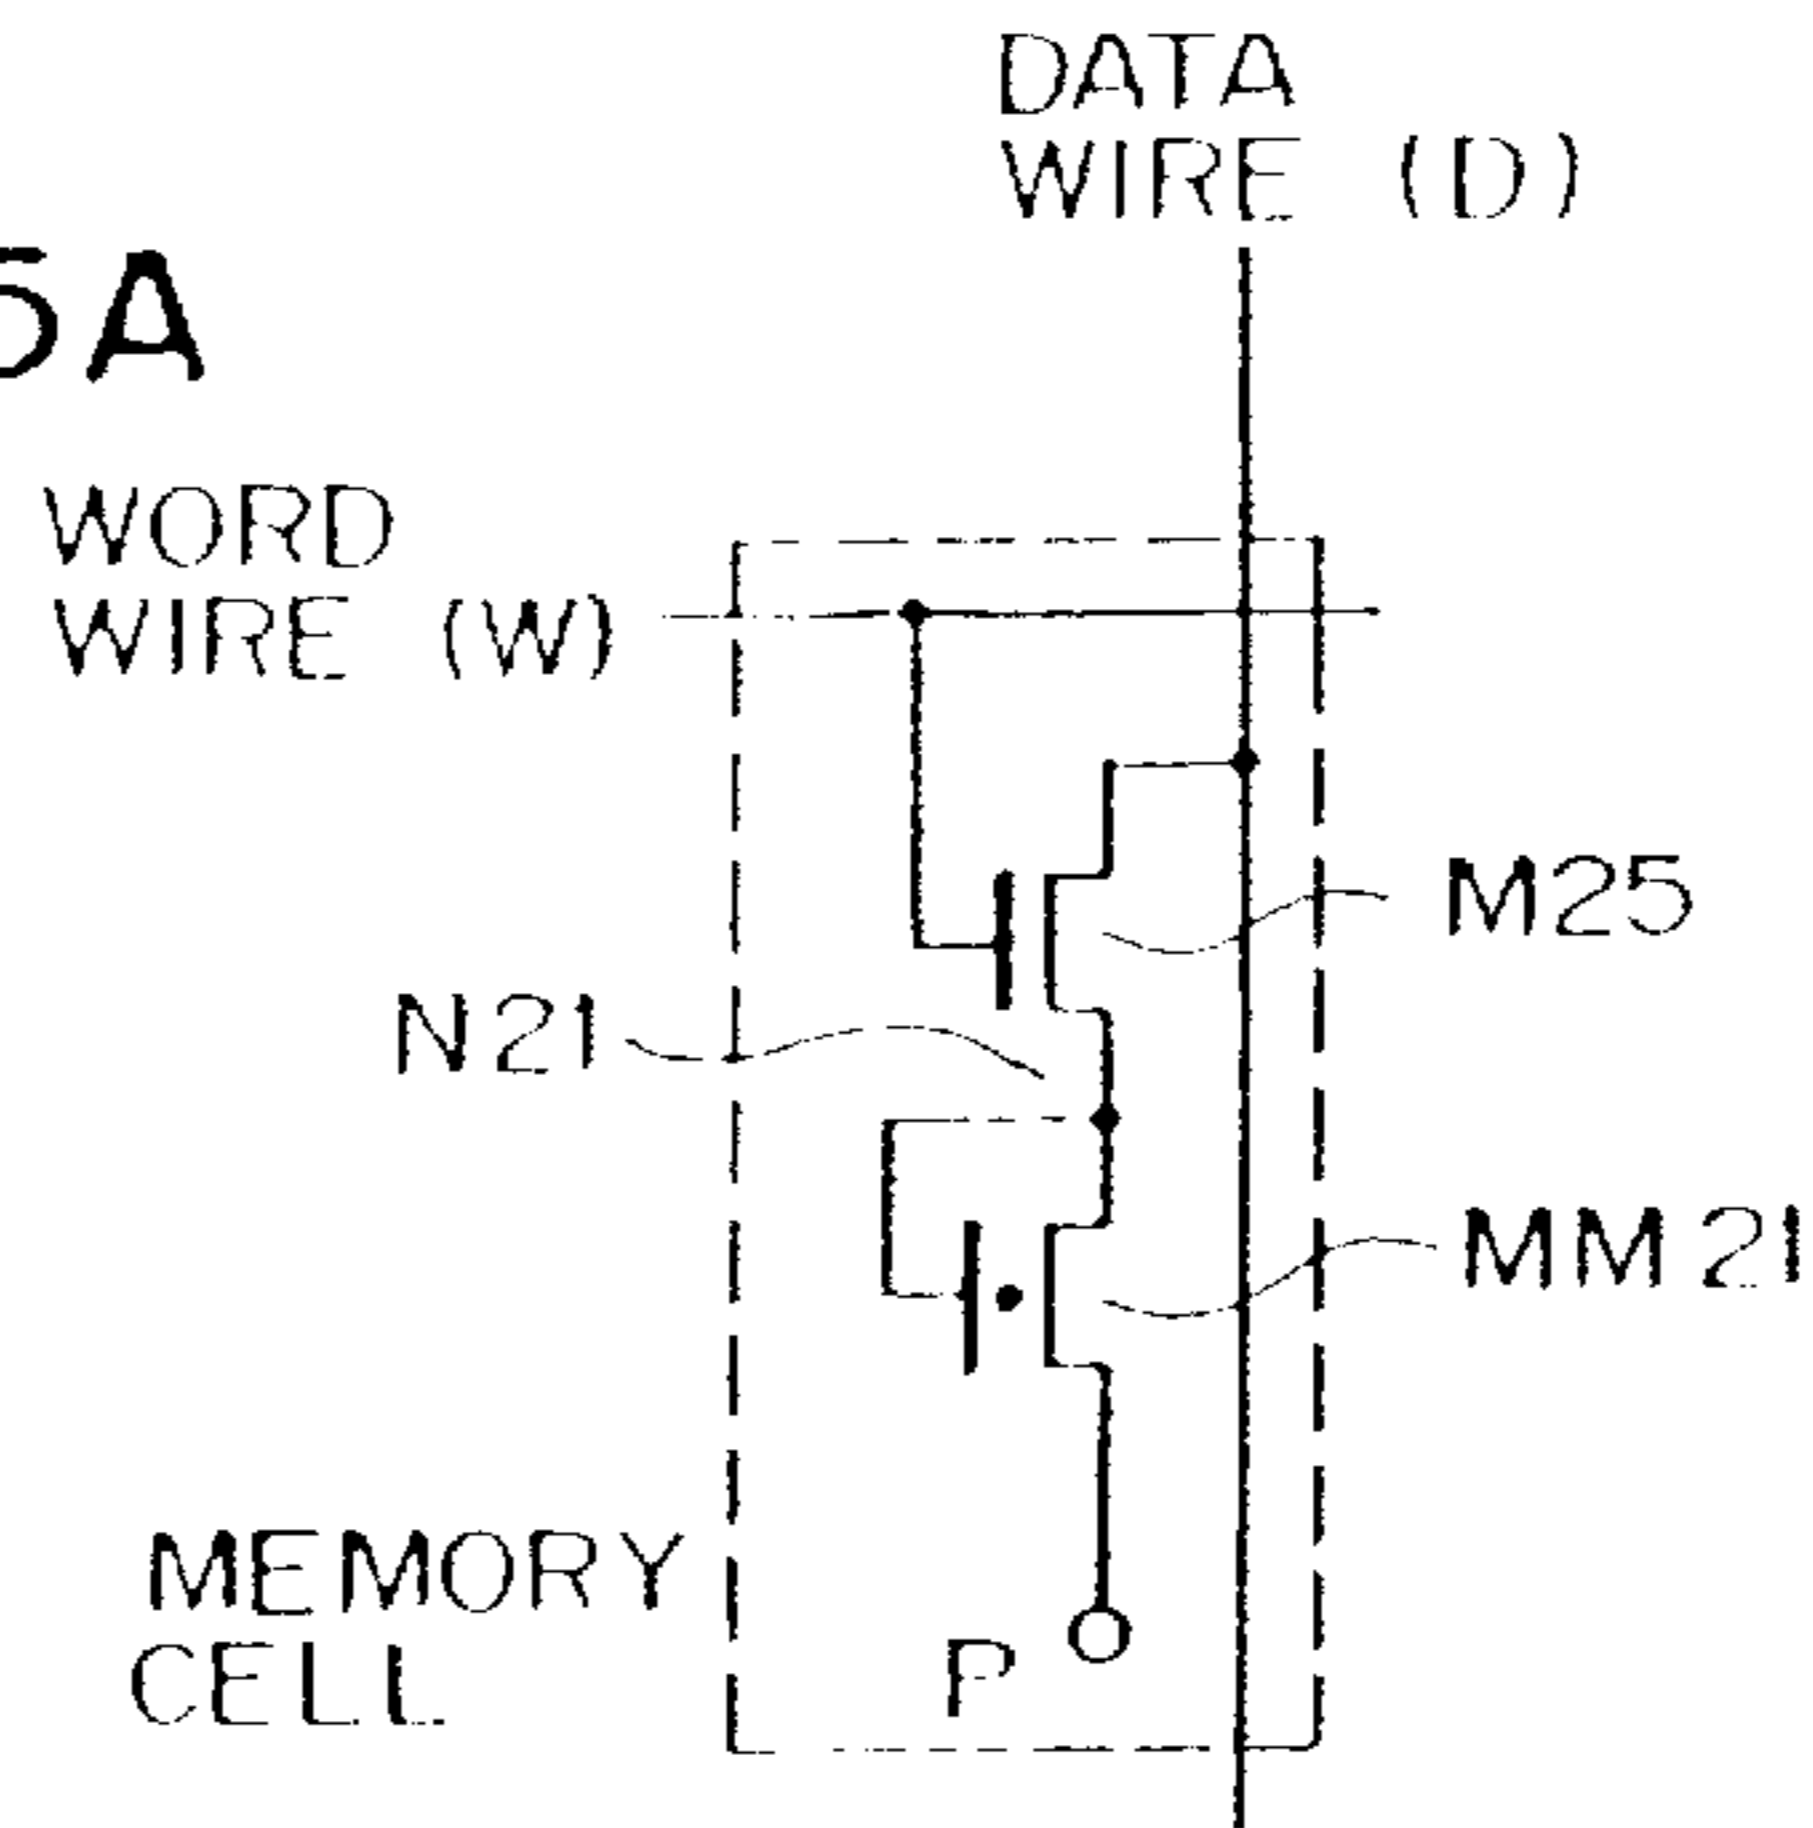 DATA
WIRE (D)
5A
WORD
WIRE (W)
M25
N21
MM21
MEMORY
CELL
P